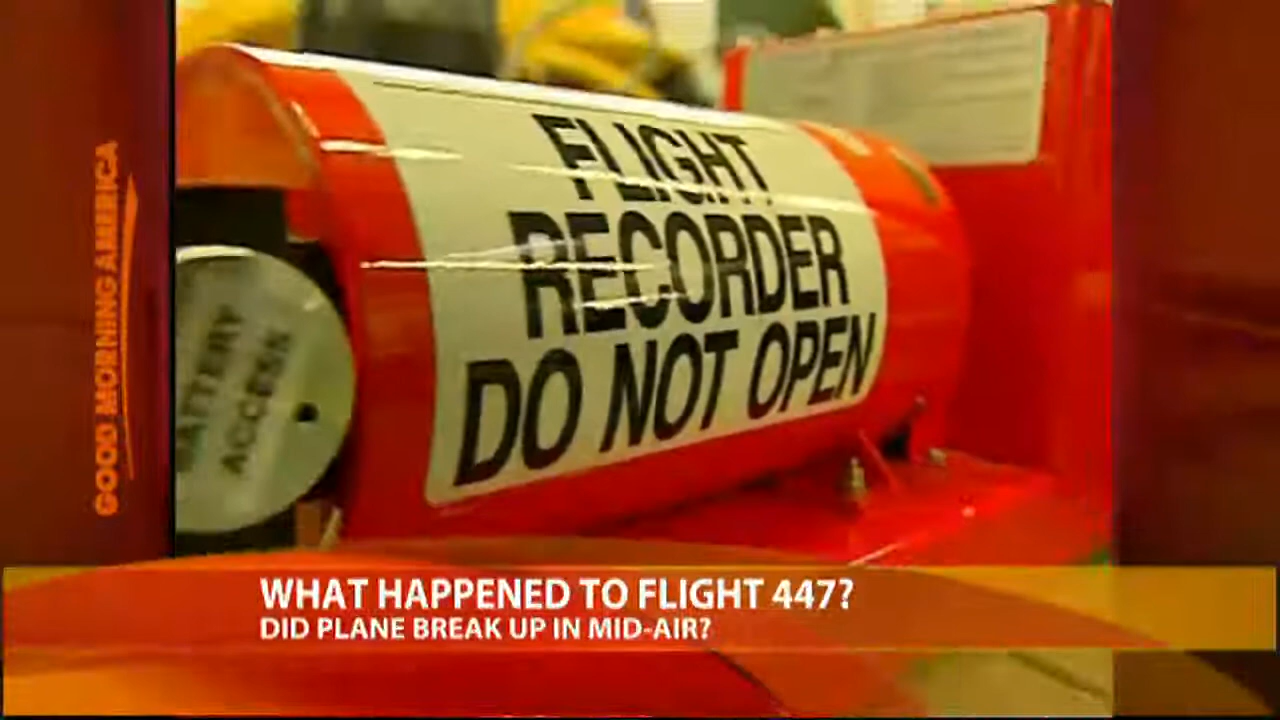 GOOD MORNING AMERICA
FLIGHT
RECORDER
DO NOT OPEN
BATTERY
ACCESS
WHAT HAPPENED TO FLIGHT 447?
DID PLANE BREAK UP IN MID-AIR?